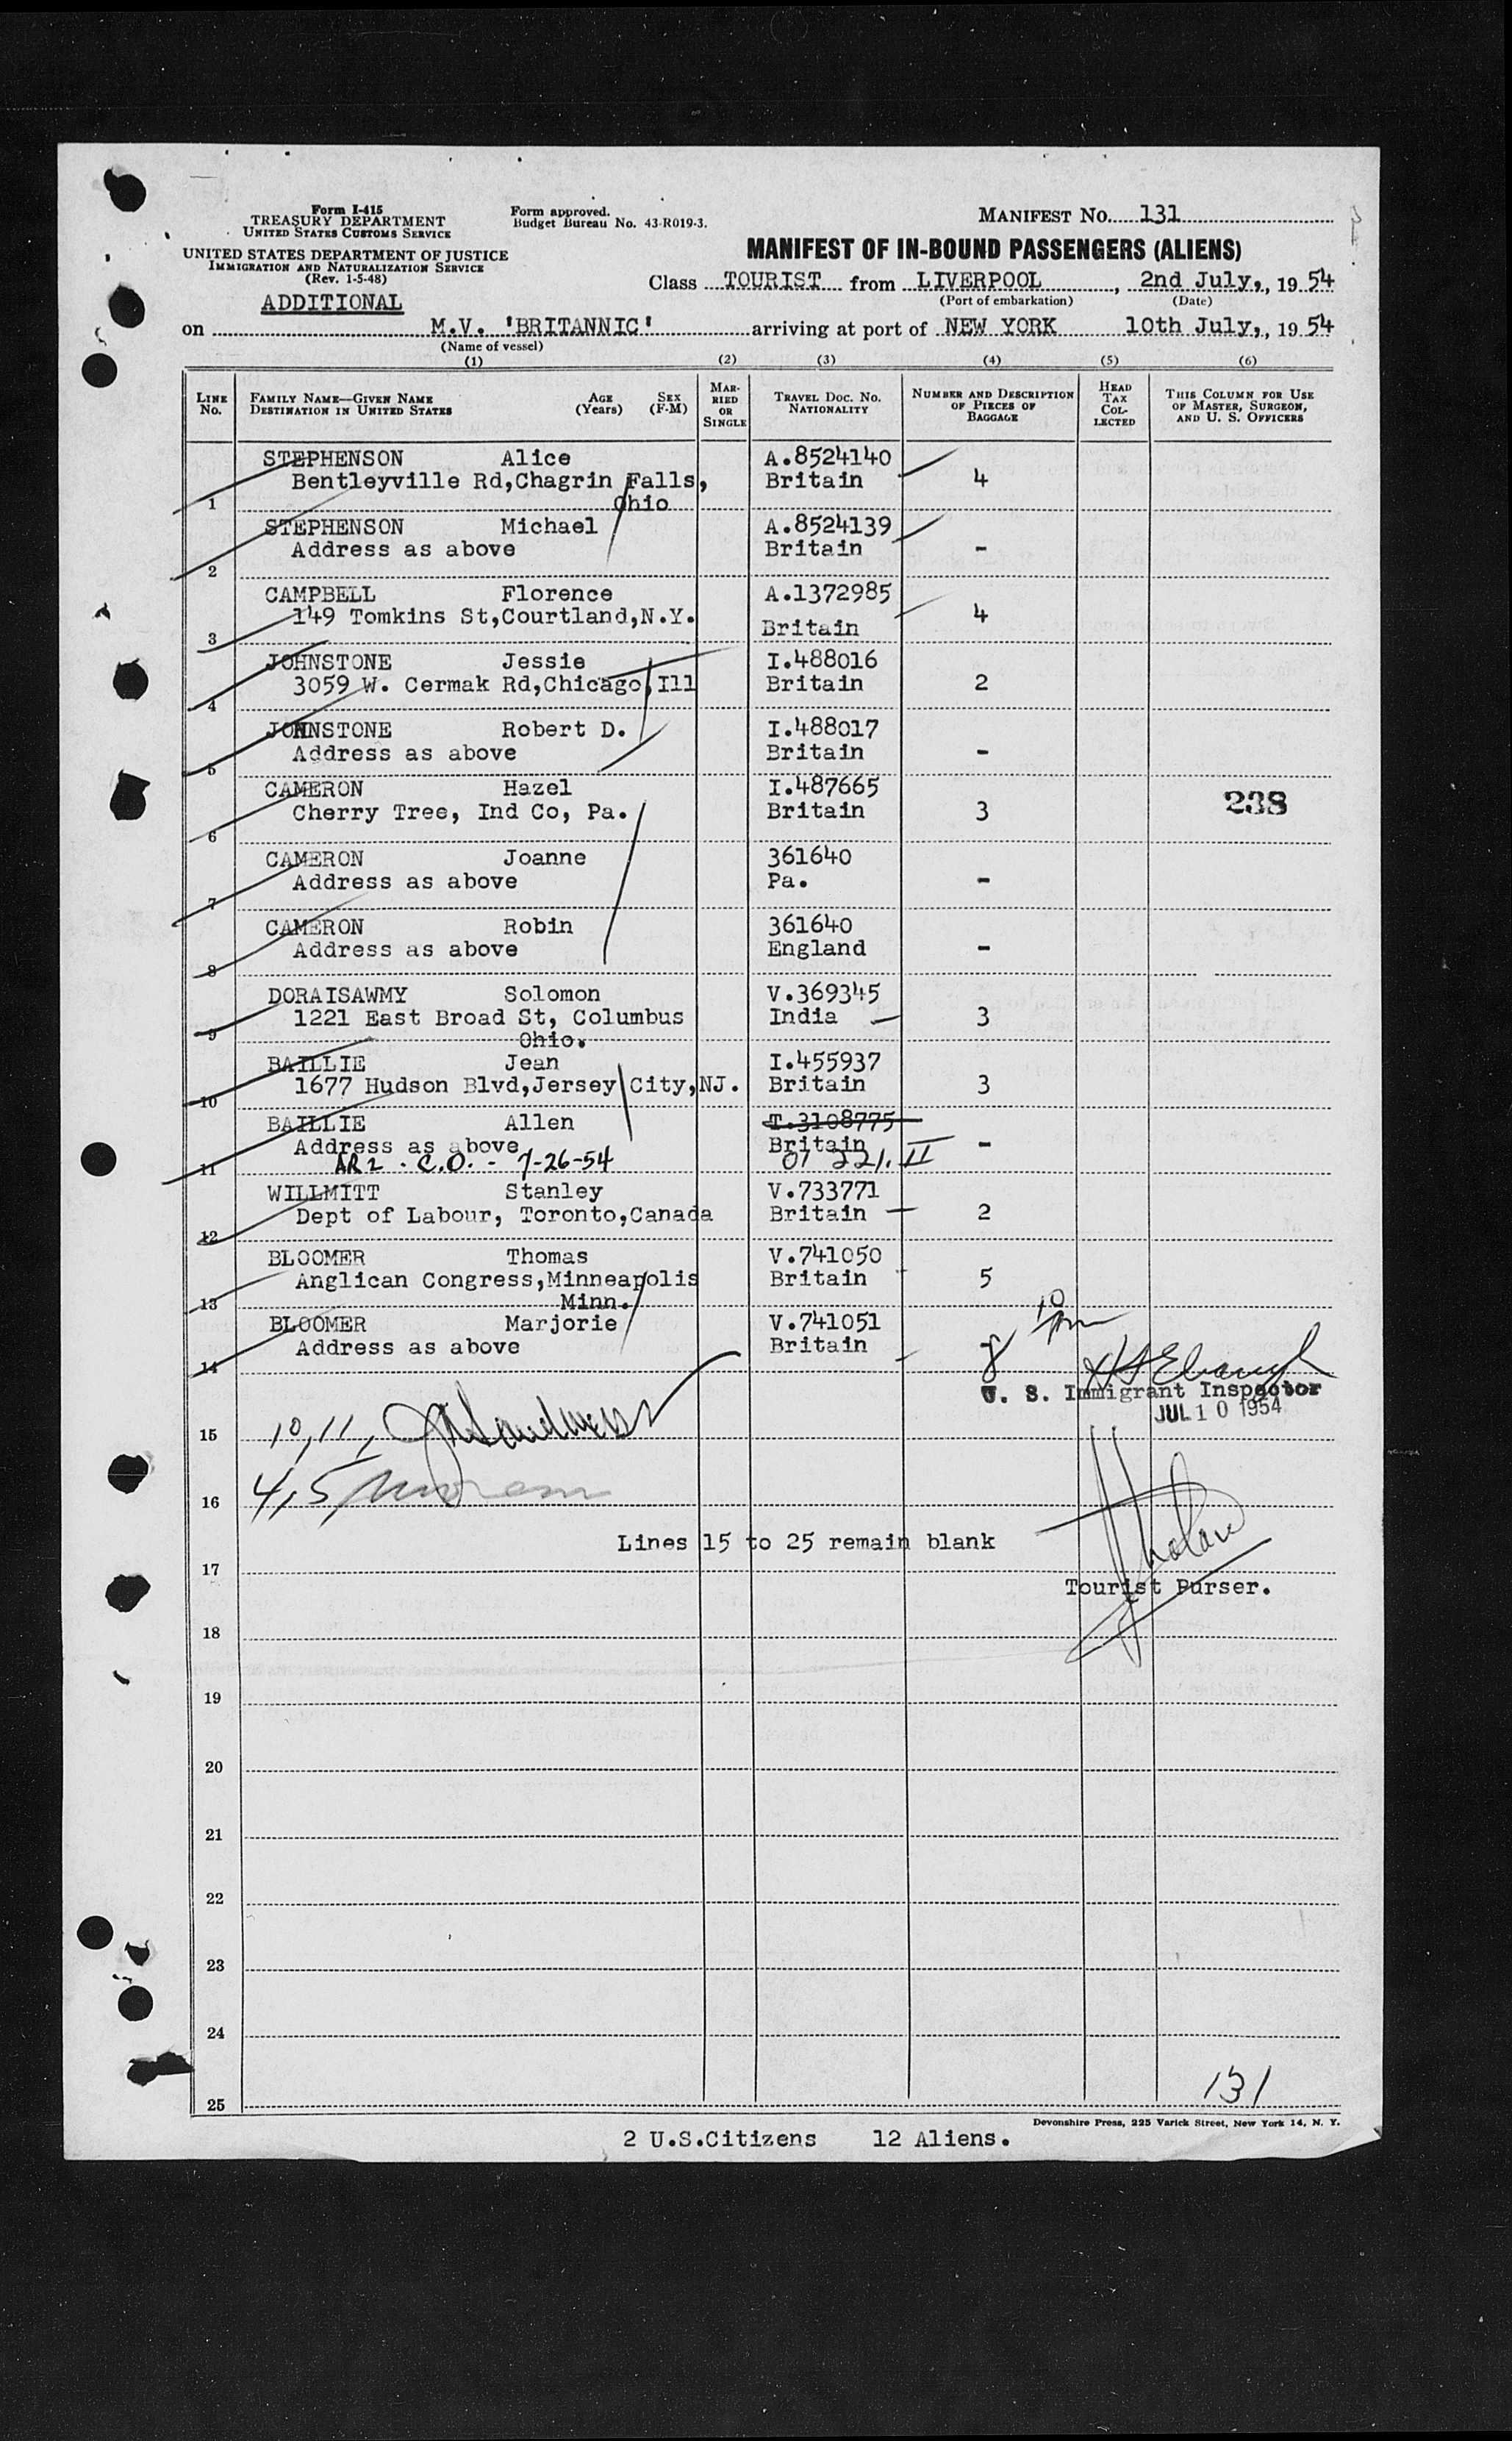 Form I-415
TREASURY DEPARTMENT
UNITED STATES CUSTOMS SERVICE
UNITED STATES DEPARTMENT OF JUSTICE
IMMIGRATION AND NATURALIZATION SERVICE
(Rev. 1-5-48)
ADDITIONAL
Form approved.
Budget Bureau No. 43-R019-3.
MANIFEST No. 131
MANIFEST OF IN-BOUND PASSENGERS (ALIENS)
Class TOURIST from LIVERPOOL, 2nd July,, 19 54
(Port of embarkation) (Date)
on M.V. 'BRITANNIC' arriving at port of NEW YORK 10th July,, 19 54
(Name of vessel)
(1) (2) (3) (4) (5) (6)
LINE No. FAMILY NAME—GIVEN NAME DESTINATION IN UNITED STATES AGE (Years) SEX (F-M) MARRIED OR SINGLE TRAVEL DOC. NO. NATIONALITY NUMBER AND DESCRIPTION OF PIECES OF BAGGAGE HEAD TAX COLLECTED THIS COLUMN FOR USE OF MASTER, SURGEON, AND U. S. OFFICERS
STEPHENSON Alice A.8524140
Bentleyville Rd,Chagrin Falls, Britain 4
1 Ohio
STEPHENSON Michael A.8524139
Address as above Britain -
2
CAMPBELL Florence A.1372985
149 Tomkins St,Courtland,N.Y. Britain 4
3
JOHNSTONE Jessie I.488016
3059 W. Cermak Rd,Chicago,Ill Britain 2
4
JOHNSTONE Robert D. I.488017
Address as above Britain -
5
CAMERON Hazel I.487665
Cherry Tree, Ind Co, Pa. Britain 3 238
6
CAMERON Joanne 361640
Address as above Pa. -
7
CAMERON Robin 361640
Address as above England -
8
DORAISAWMY Solomon V.369345
1221 East Broad St, Columbus India 3
9 Ohio.
BAILLIE Jean I.455937
1677 Hudson Blvd,Jersey City,NJ. Britain 3
10
BAILLIE Allen T.3108775
Address as above Britain -
11 AR2 . C.O. - 7-26-54 01 221. II
WILLMITT Stanley V.733771
Dept of Labour, Toronto,Canada Britain 2
12
BLOOMER Thomas V.741050
Anglican Congress,Minneapolis Britain 5
13 Minn.
BLOOMER Marjorie V.741051
Address as above Britain -
14
U. S. Immigrant Inspector
JUL 10 1954
15 10,11,
16 4,5,
Lines 15 to 25 remain blank
17
Tourist Purser.
18
19
20
21
22
23
24
131
25
Devonshire Press, 225 Varick Street, New York 14, N. Y.
2 U.S.Citizens 12 Aliens.